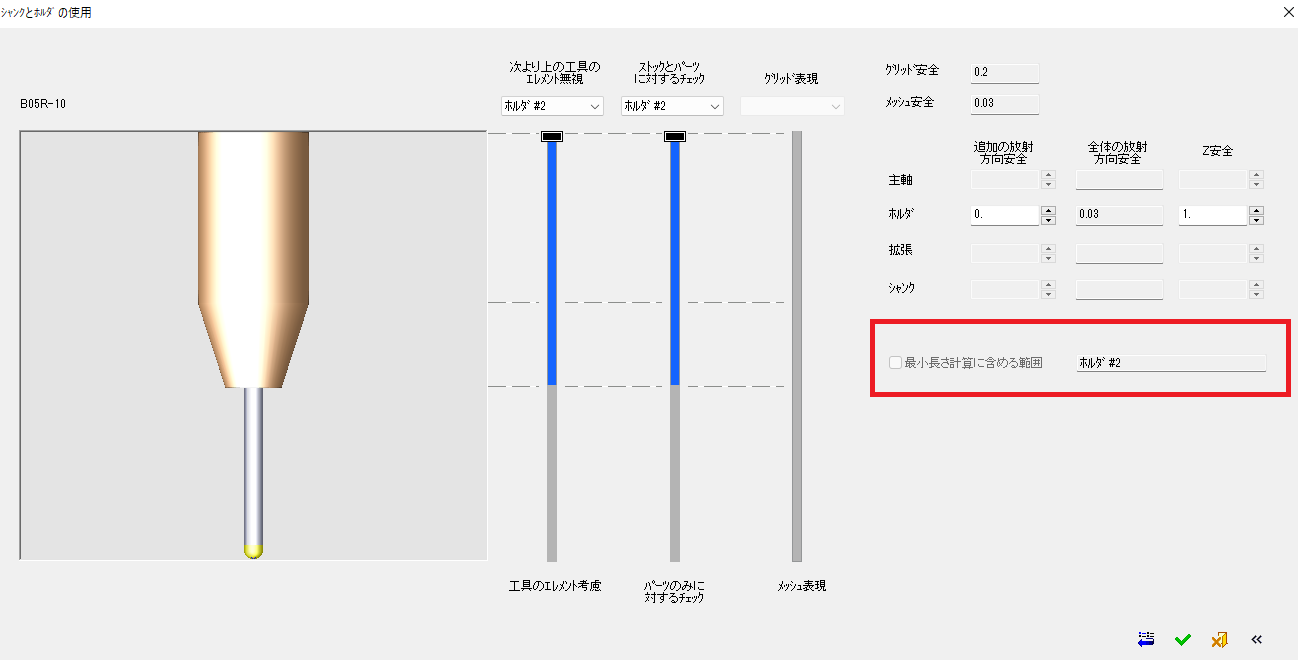 ｼｬﾝｸとﾎﾙﾀﾞの使用
次より上の工具の
ｴﾚﾒﾝﾄ無視
ｽﾄｯｸとﾊﾟｰﾂ
に対するﾁｪｯｸ
ｸﾞﾘｯﾄﾞ表現
B05R-10
ﾎﾙﾀﾞ #2
ﾎﾙﾀﾞ #2
ｸﾞﾘｯﾄﾞ安全
0.2
ﾒｯｼｭ安全
0.03
追加の放射
方向安全
全体の放射
方向安全
Z安全
主軸
ﾎﾙﾀﾞ
0.
0.03
1.
拡張
ｼｬﾝｸ
最小長さ計算に含める範囲
ﾎﾙﾀﾞ #2
工具のｴﾚﾒﾝﾄ考慮
ﾊﾟｰﾂのみに
対するﾁｪｯｸ
ﾒｯｼｭ表現